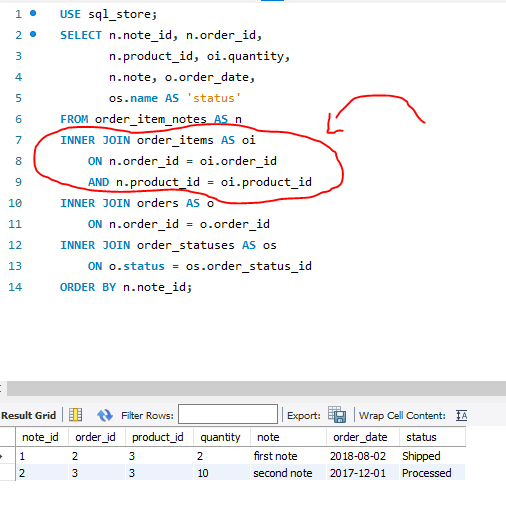 1 USE sql_store;
2 SELECT n.note_id, n.order_id,
3 n.product_id, oi.quantity,
4 n.note, o.order_date,
5 os.name AS 'status'
6 FROM order_item_notes AS n
7 INNER JOIN order_items AS oi
8 ON n.order_id = oi.order_id
9 AND n.product_id = oi.product_id
10 INNER JOIN orders AS o
11 ON n.order_id = o.order_id
12 INNER JOIN order_statuses AS os
13 ON o.status = os.order_status_id
14 ORDER BY n.note_id;
Result Grid Filter Rows: Export: Wrap Cell Content:
note_id order_id product_id quantity note order_date status
1 2 3 2 first note 2018-08-02 Shipped
2 3 3 10 second note 2017-12-01 Processed